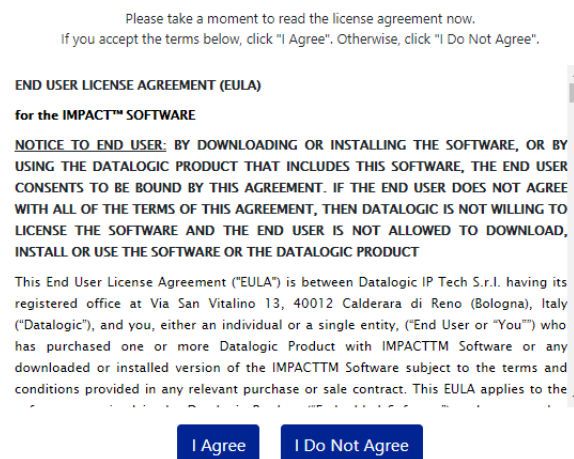 Please take a moment to read the license agreement now.
If you accept the terms below, click "I Agree". Otherwise, click "I Do Not Agree".
END USER LICENSE AGREEMENT (EULA)
for the IMPACT™ SOFTWARE
NOTICE TO END USER: BY DOWNLOADING OR INSTALLING THE SOFTWARE, OR BY
USING THE DATALOGIC PRODUCT THAT INCLUDES THIS SOFTWARE, THE END USER
CONSENTS TO BE BOUND BY THIS AGREEMENT. IF THE END USER DOES NOT AGREE
WITH ALL OF THE TERMS OF THIS AGREEMENT, THEN DATALOGIC IS NOT WILLING TO
LICENSE THE SOFTWARE AND THE END USER IS NOT ALLOWED TO DOWNLOAD,
INSTALL OR USE THE SOFTWARE OR THE DATALOGIC PRODUCT
This End User License Agreement ("EULA") is between Datalogic IP Tech S.r.l. having its
registered office at Via San Vitalino 13, 40012 Calderara di Reno (Bologna), Italy
(“Datalogic”), and you, either an individual or a single entity, (“End User or “You””) who
has purchased one or more Datalogic Product with IMPACTTM Software or any
downloaded or installed version of the IMPACTTM Software subject to the terms and
conditions provided in any relevant purchase or sale contract. This EULA applies to the
I Agree
I Do Not Agree